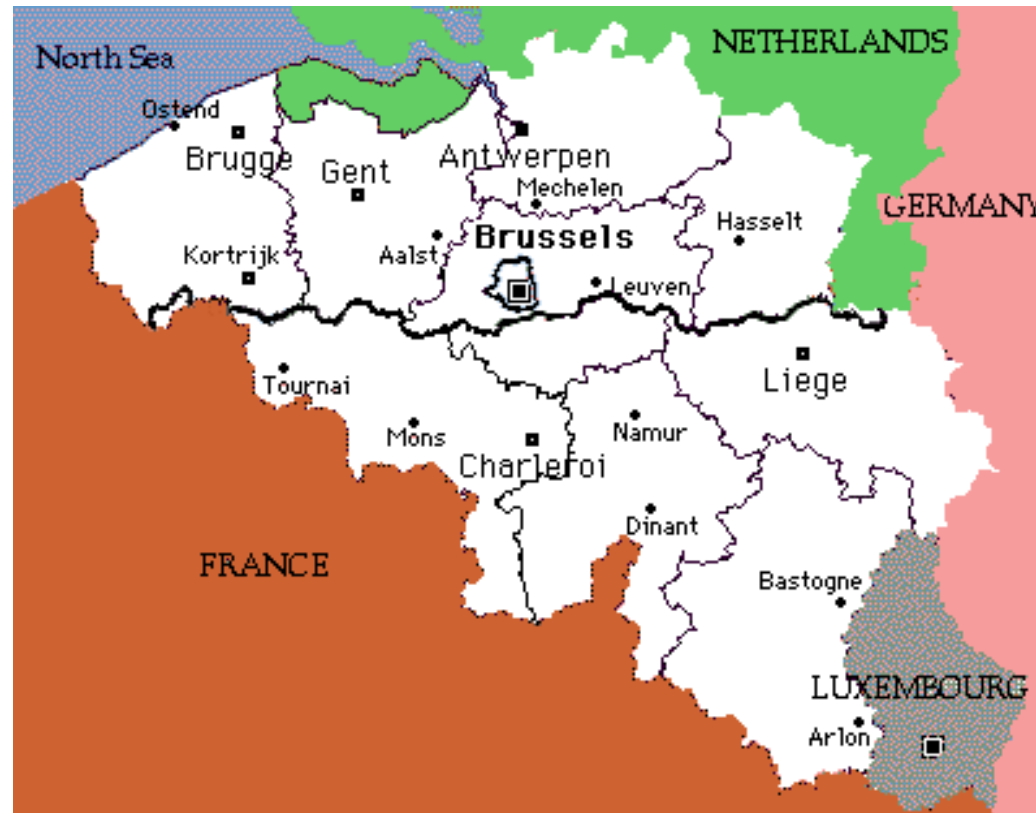 NETHERLANDS
North Sea
Ostend
Brugge
Antwerpen
Gent
Mechelen
GERMANY
Hasselt
Brussels
Kortrijk
Aalst
Leuven
Tournai
Liege
Mons
Namur
Charleroi
Dinant
FRANCE
Bastogne
LUXEMBOURG
Arlon